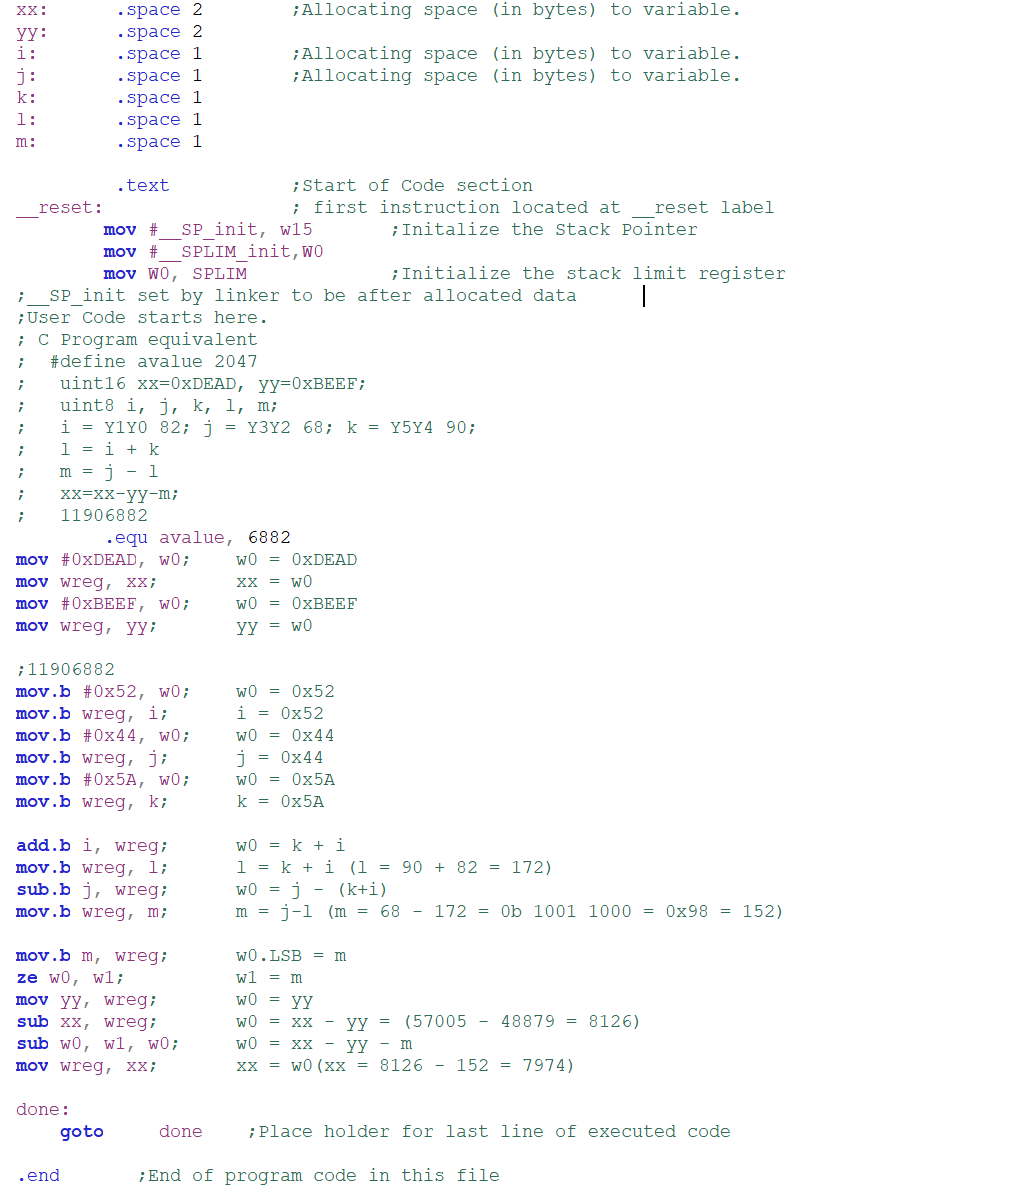 xx: .space 2 ;Allocating space (in bytes) to variable.
yy: .space 2
i: .space 1 ;Allocating space (in bytes) to variable.
j: .space 1 ;Allocating space (in bytes) to variable.
k: .space 1
l: .space 1
m: .space 1
.text ;Start of Code section
__reset: ; first instruction located at __reset label
mov #__SP_init, w15 ;Initalize the Stack Pointer
mov #__SPLIM_init,W0
mov W0, SPLIM ;Initialize the stack limit register
;__SP_init set by linker to be after allocated data
;User Code starts here.
; C Program equivalent
; #define avalue 2047
; uint16 xx=0xDEAD, yy=0xBEEF;
; uint8 i, j, k, l, m;
; i = Y1Y0 82; j = Y3Y2 68; k = Y5Y4 90;
; l = i + k
; m = j - l
; xx=xx-yy-m;
; 11906882
.equ avalue, 6882
mov #0xDEAD, w0; w0 = 0xDEAD
mov wreg, xx; xx = w0
mov #0xBEEF, w0; w0 = 0xBEEF
mov wreg, yy; yy = w0
;11906882
mov.b #0x52, w0; w0 = 0x52
mov.b wreg, i; i = 0x52
mov.b #0x44, w0; w0 = 0x44
mov.b wreg, j; j = 0x44
mov.b #0x5A, w0; w0 = 0x5A
mov.b wreg, k; k = 0x5A
add.b i, wreg; w0 = k + i
mov.b wreg, l; l = k + i (l = 90 + 82 = 172)
sub.b j, wreg; w0 = j - (k+i)
mov.b wreg, m; m = j-l (m = 68 - 172 = 0b 1001 1000 = 0x98 = 152)
mov.b m, wreg; w0.LSB = m
ze w0, w1; w1 = m
mov yy, wreg; w0 = yy
sub xx, wreg; w0 = xx - yy = (57005 - 48879 = 8126)
sub w0, w1, w0; w0 = xx - yy - m
mov wreg, xx; xx = w0(xx = 8126 - 152 = 7974)
done:
goto done ;Place holder for last line of executed code
.end ;End of program code in this file